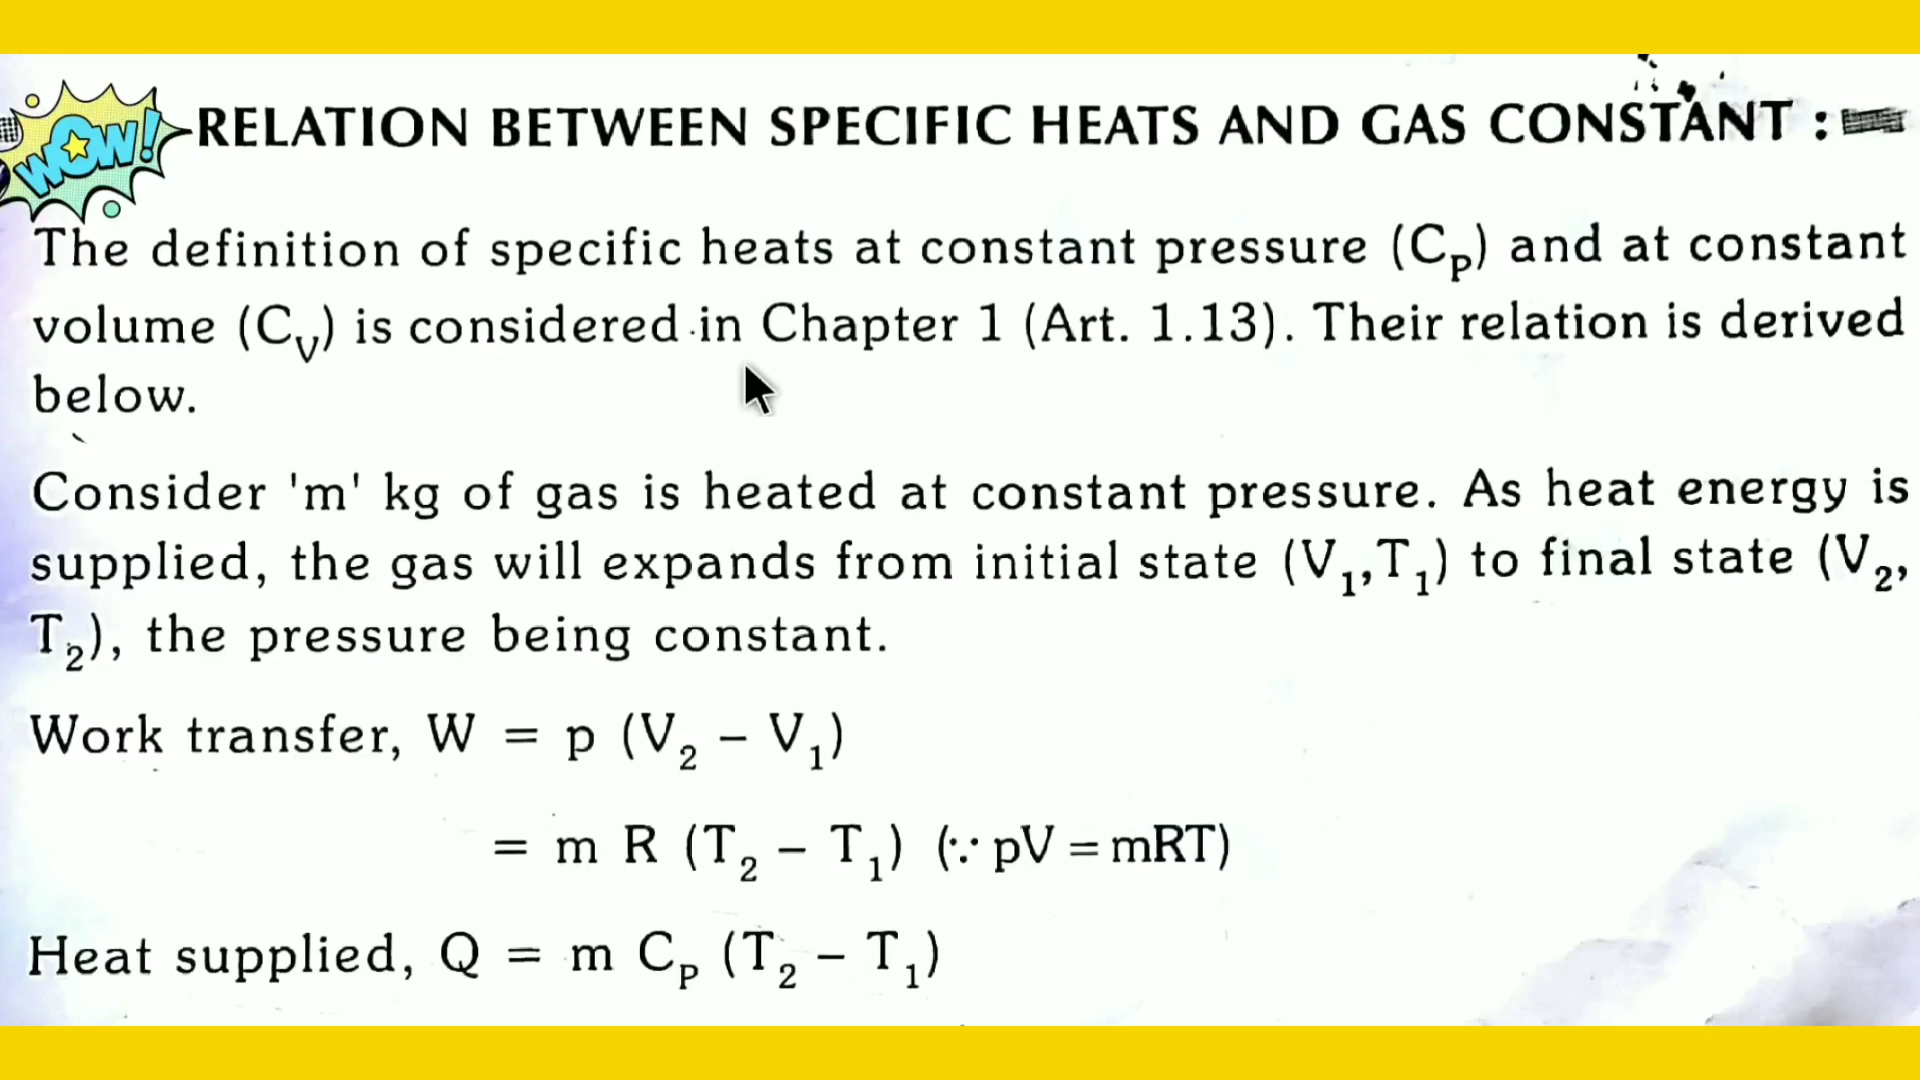 WOW!
RELATION BETWEEN SPECIFIC HEATS AND GAS CONSTANT :
The definition of specific heats at constant pressure (Cₚ) and at constant
volume (Cᵥ) is considered in Chapter 1 (Art. 1.13). Their relation is derived
below.
Consider 'm' kg of gas is heated at constant pressure. As heat energy is
supplied, the gas will expands from initial state (V₁,T₁) to final state (V₂,
T₂), the pressure being constant.
Work transfer, W = p (V₂ – V₁)
= m R (T₂ – T₁) (∵ pV = mRT)
Heat supplied, Q = m Cₚ (T₂ – T₁)